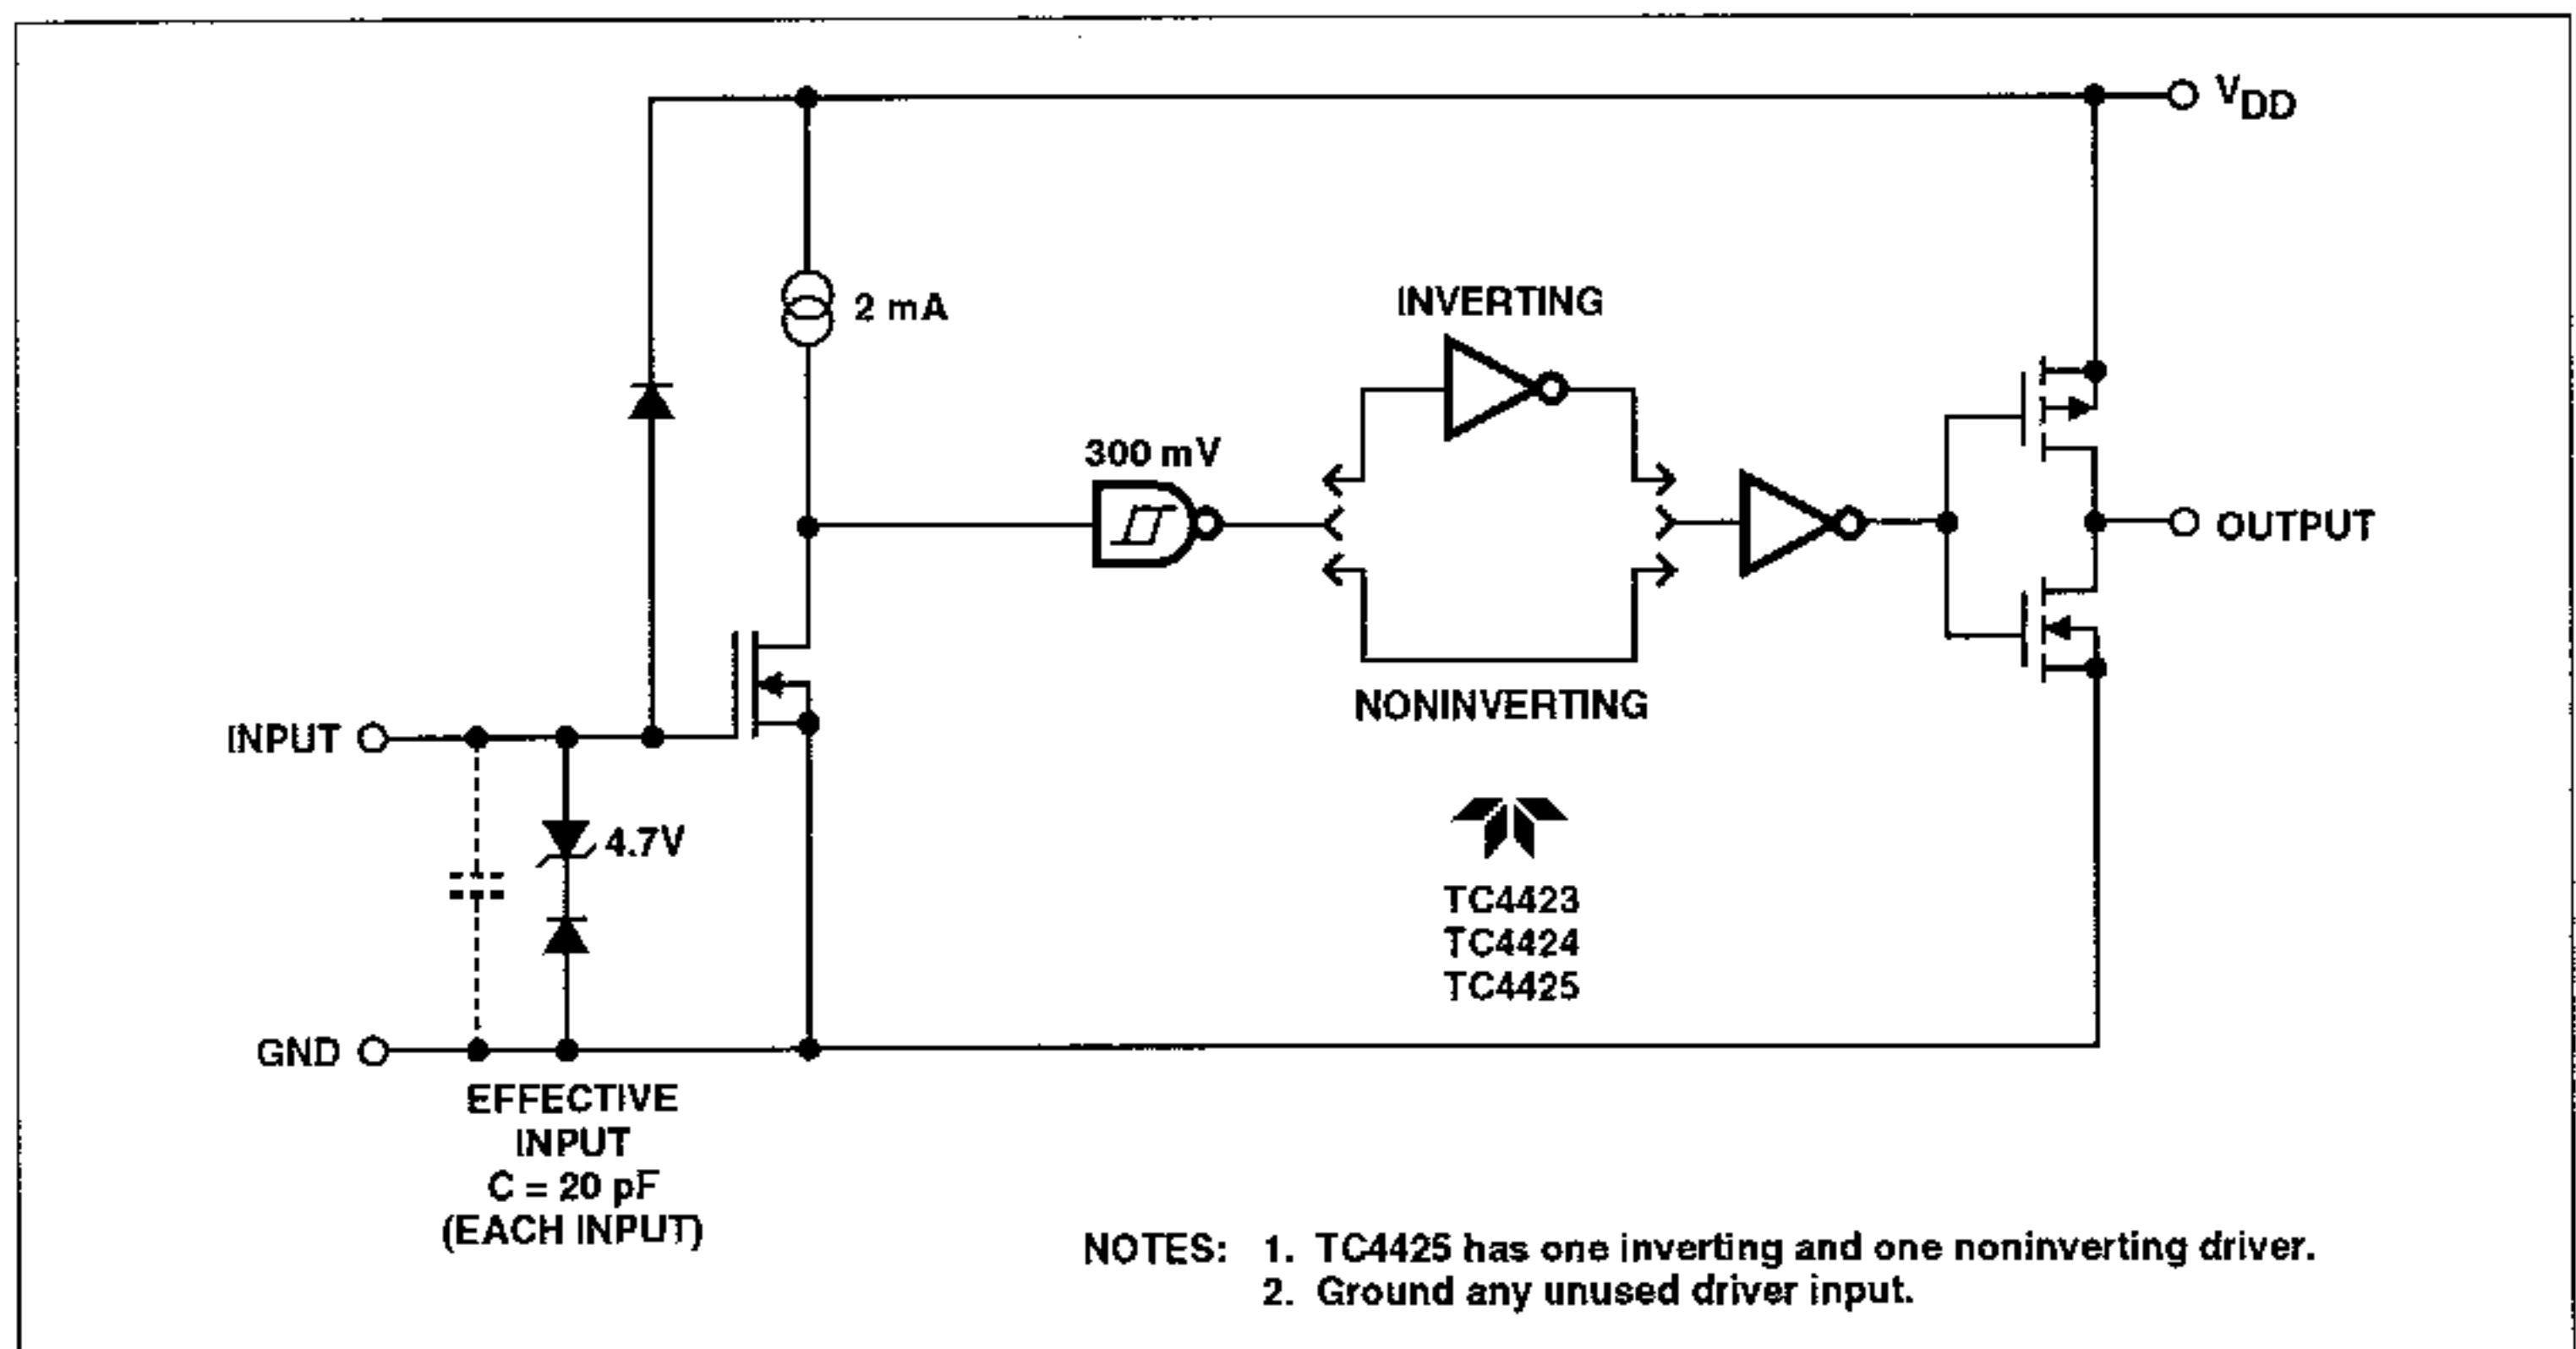 VDD
2 mA
INVERTING
300 mV
OUTPUT
NONINVERTING
INPUT
4.7V
TC4423
TC4424
TC4425
GND
EFFECTIVE
INPUT
C = 20 pF
(EACH INPUT)
NOTES: 1. TC4425 has one inverting and one noninverting driver.
2. Ground any unused driver input.